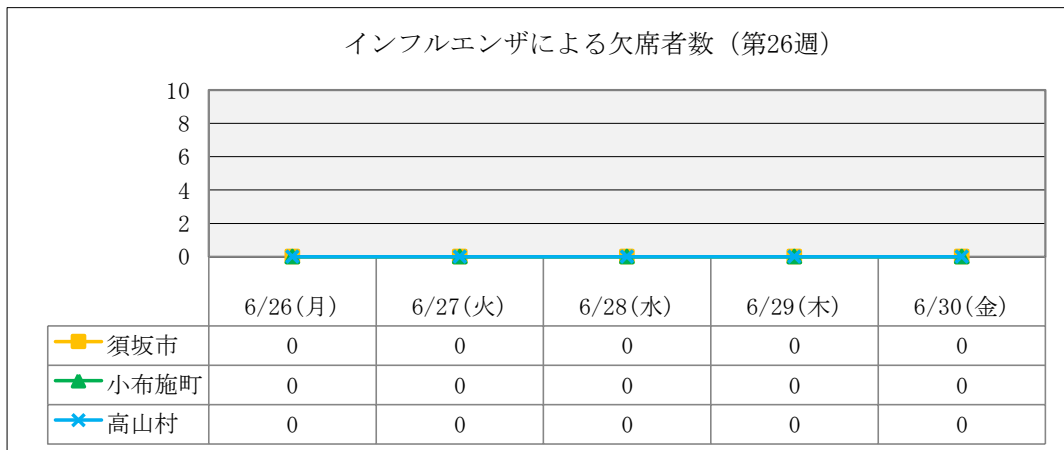 インフルエンザによる欠席者数（第26週）
10
8
6
4
2
0
6/26(月) 6/27(火) 6/28(水) 6/29(木) 6/30(金)
須坂市 0 0 0 0 0
小布施町 0 0 0 0 0
高山村 0 0 0 0 0